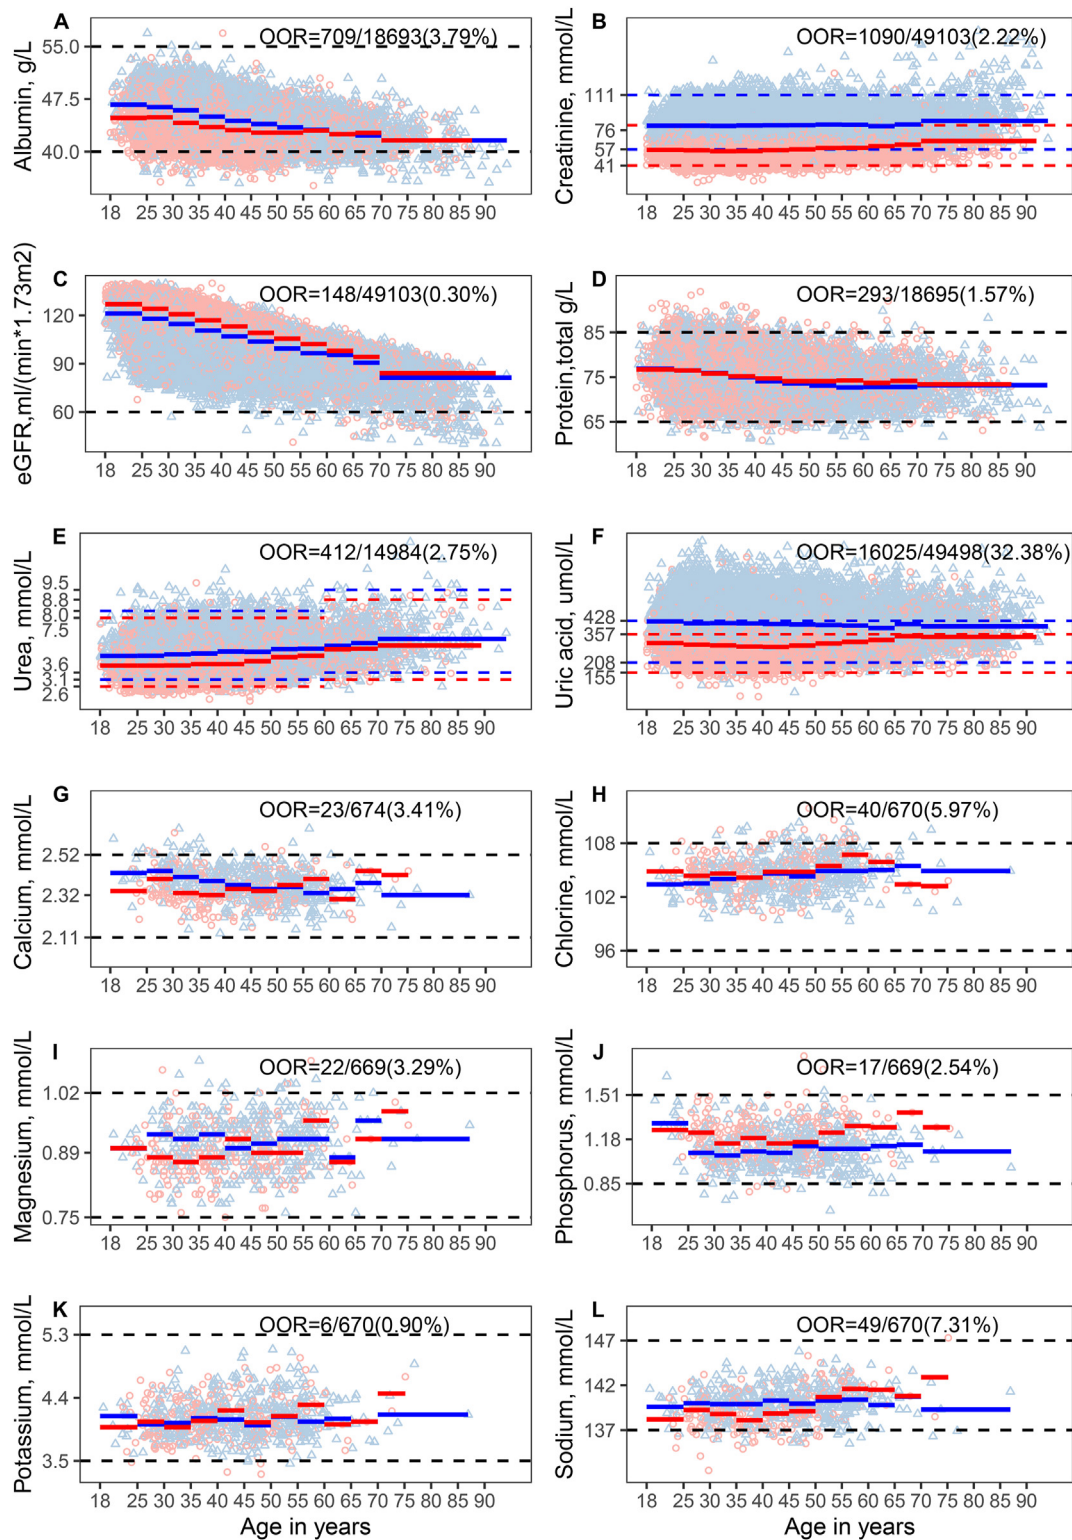 A
OOR=709/18693(3.79%)
Albumin, g/L
55.0
47.5
40.0
18 25 30 35 40 45 50 55 60 65 70 75 80 85 90
B
OOR=1090/49103(2.22%)
Creatinine, mmol/L
111
76
57
41
18 25 30 35 40 45 50 55 60 65 70 75 80 85 90
C
OOR=148/49103(0.30%)
eGFR,ml/(min*1.73m2)
120
90
60
18 25 30 35 40 45 50 55 60 65 70 75 80 85 90
D
OOR=293/18695(1.57%)
Protein,total g/L
85
75
65
18 25 30 35 40 45 50 55 60 65 70 75 80 85 90
E
OOR=412/14984(2.75%)
Urea, mmol/L
9.5
8.8
8.0
7.5
3.6
3.1
2.6
18 25 30 35 40 45 50 55 60 65 70 75 80 85 90
F
OOR=16025/49498(32.38%)
Uric acid, umol/L
428
357
208
155
18 25 30 35 40 45 50 55 60 65 70 75 80 85 90
G
OOR=23/674(3.41%)
Calcium, mmol/L
2.52
2.32
2.11
18 25 30 35 40 45 50 55 60 65 70 75 80 85 90
H
OOR=40/670(5.97%)
Chlorine, mmol/L
108
102
96
18 25 30 35 40 45 50 55 60 65 70 75 80 85 90
I
OOR=22/669(3.29%)
Magnesium, mmol/L
1.02
0.89
0.75
18 25 30 35 40 45 50 55 60 65 70 75 80 85 90
J
OOR=17/669(2.54%)
Phosphorus, mmol/L
1.51
1.18
0.85
18 25 30 35 40 45 50 55 60 65 70 75 80 85 90
K
OOR=6/670(0.90%)
Potassium, mmol/L
5.3
4.4
3.5
18 25 30 35 40 45 50 55 60 65 70 75 80 85 90
Age in years
L
OOR=49/670(7.31%)
Sodium, mmol/L
147
142
137
18 25 30 35 40 45 50 55 60 65 70 75 80 85 90
Age in years